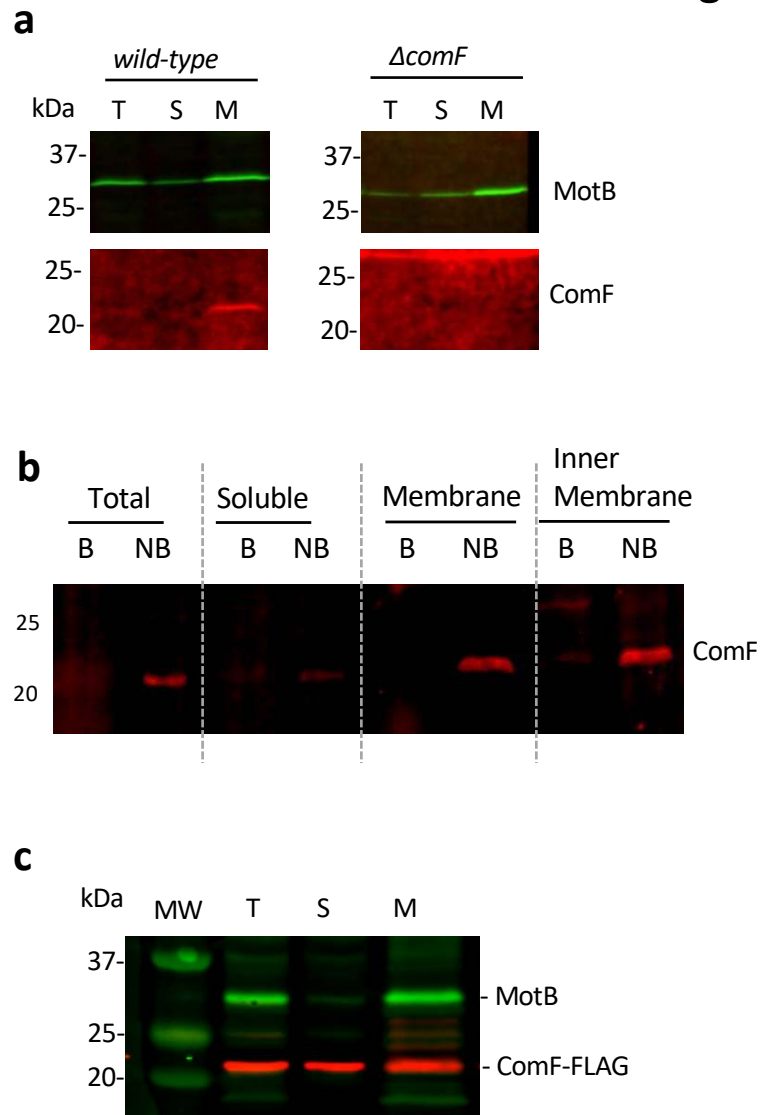 a
wild-type
ΔcomF
kDa T S M T S M
37-
25-
37-
25-
MotB
25-
20-
25-
20-
ComF
b
Total Soluble Membrane Inner Membrane
B NB B NB B NB B NB
25
20
ComF
c
kDa MW T S M
37-
- MotB
25-
20-
- ComF-FLAG